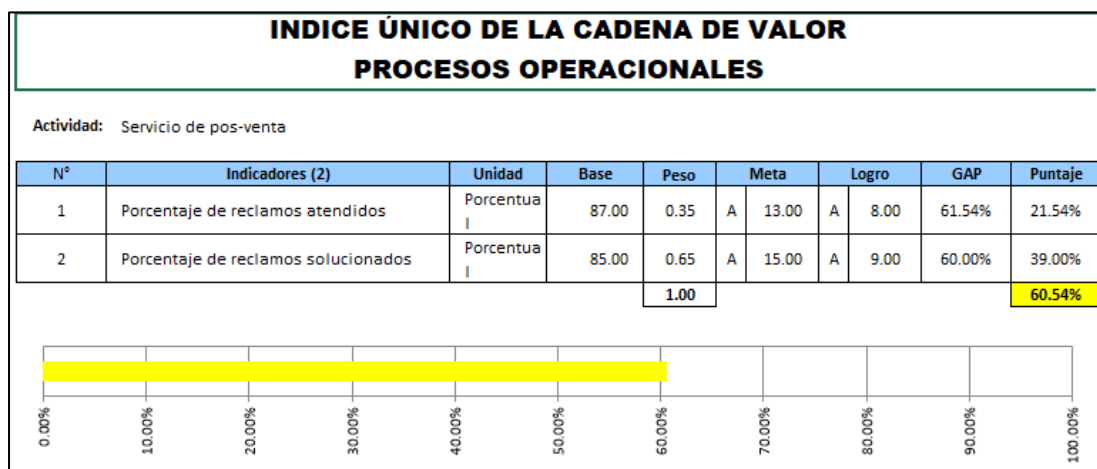 INDICE ÚNICO DE LA CADENA DE VALOR
PROCESOS OPERACIONALES
Actividad: Servicio de pos-venta
N° Indicadores (2) Unidad Base Peso Meta Logro GAP Puntaje
1 Porcentaje de reclamos atendidos Porcentua
l 87.00 0.35 A 13.00 A 8.00 61.54% 21.54%
2 Porcentaje de reclamos solucionados Porcentua
l 85.00 0.65 A 15.00 A 9.00 60.00% 39.00%
1.00 60.54%
0.00% 10.00% 20.00% 30.00% 40.00% 50.00% 60.00% 70.00% 80.00% 90.00% 100.00%